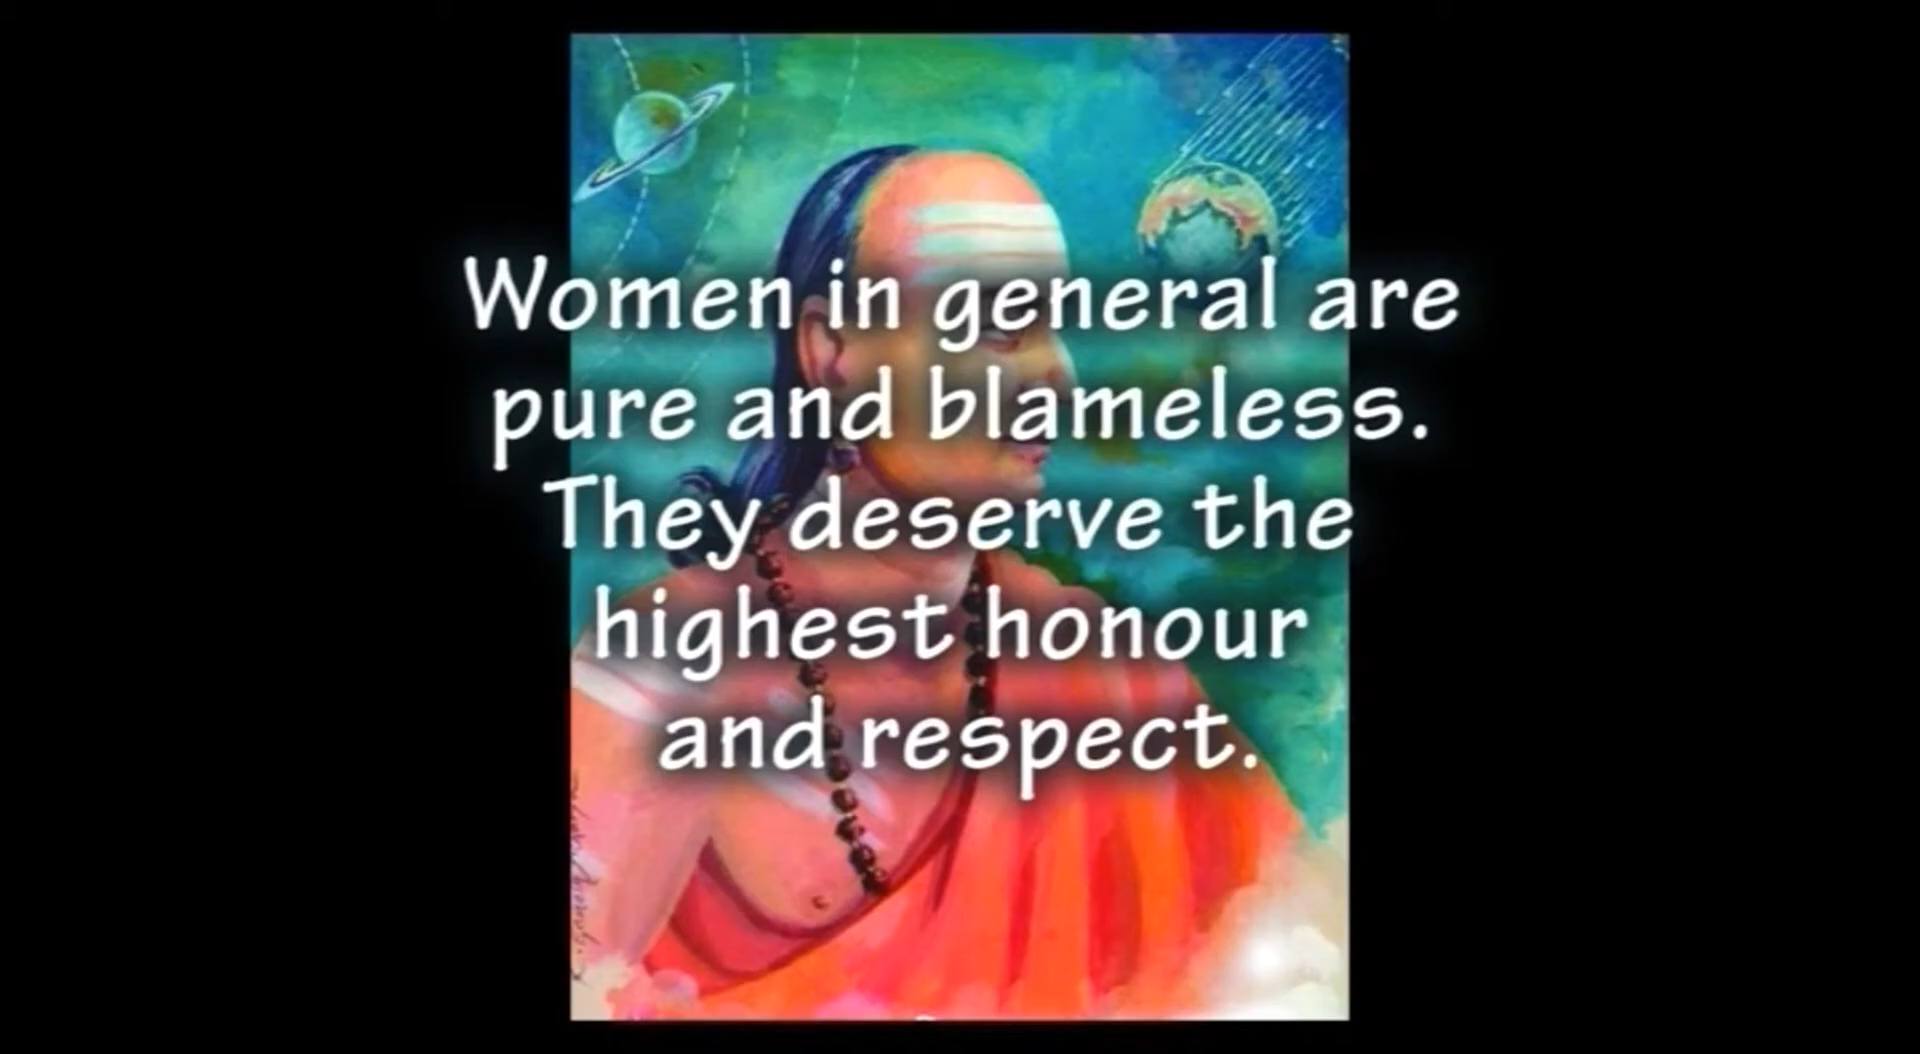 Women in general are
pure and blameless.
They deserve the
highest honour
and respect.